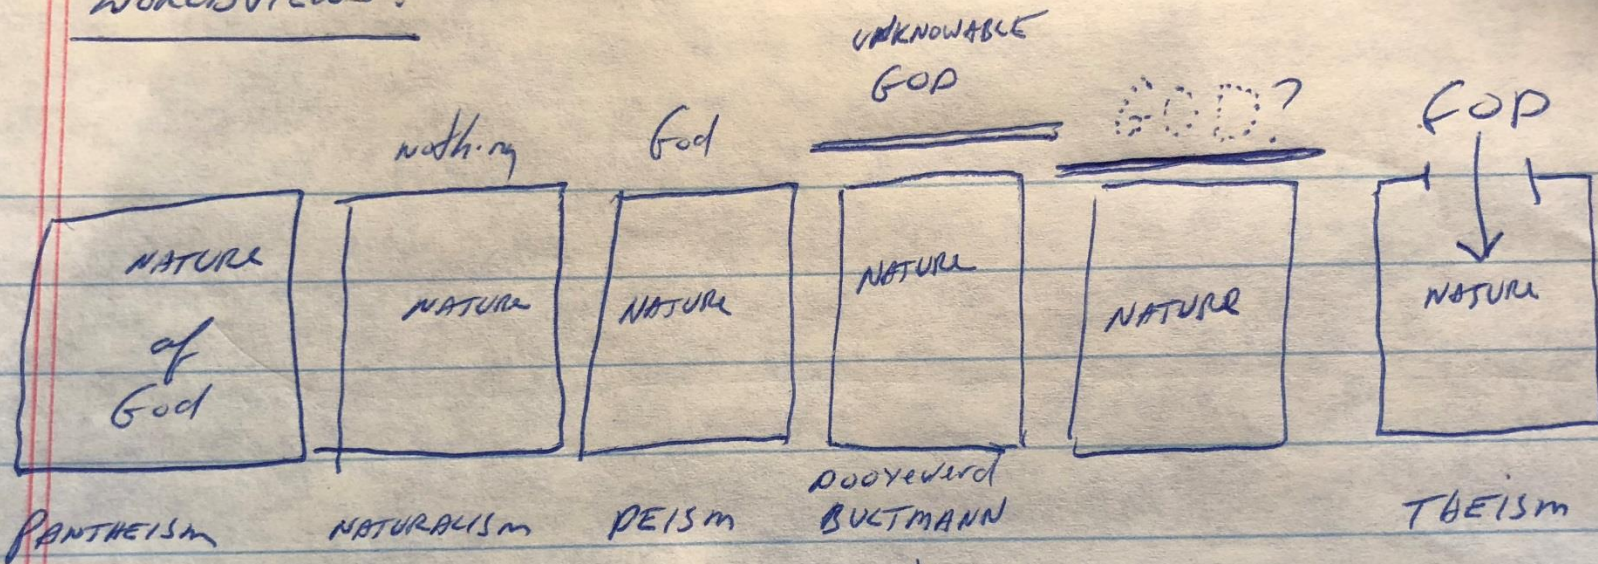 UNKNOWABLE
GOD
nothing
God
GOD?
GOD
NATURE
of
God
NATURE
NATURE
NATURE
NATURE
NATURE
PANTHEISM
NATURALISM
DEISM
Dooyewerd
BULTMANN
THEISM